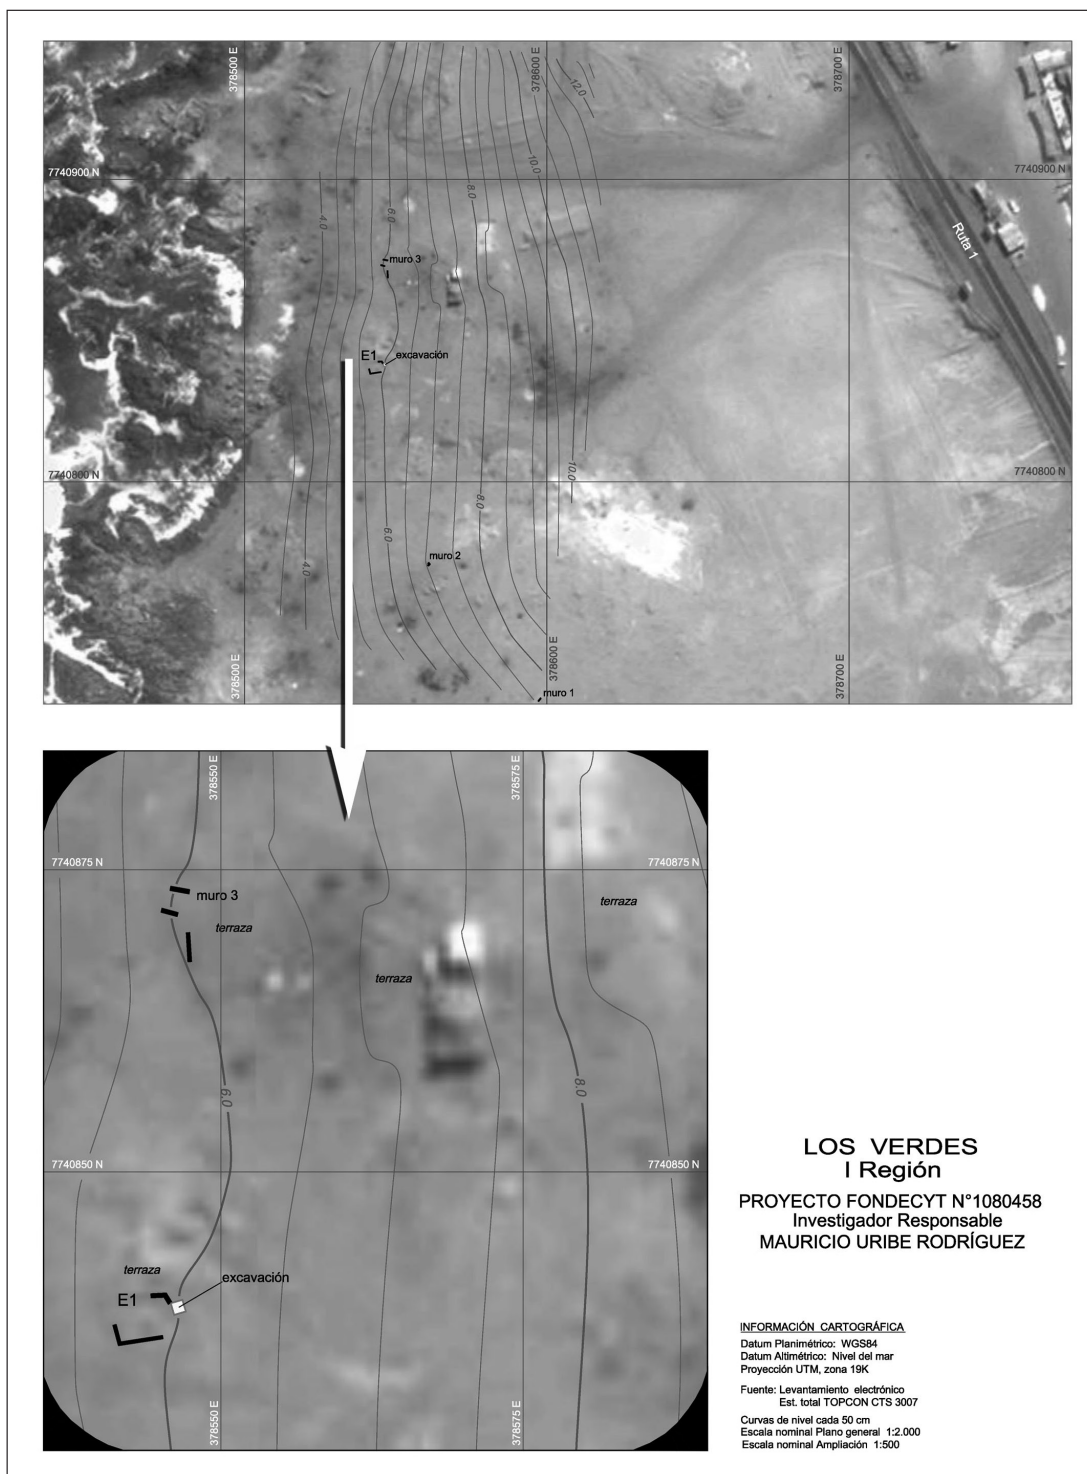 378500 E
378600 E
378700 E
12.0
10.0
7740900 N
7740900 N
8.0
6.0
4.0
Ruta 1
muro 3
E1
excavación
7740800 N
7740800 N
10.0
8.0
6.0
muro 2
4.0
378500 E
378600 E
378700 E
muro 1
378550 E
378575 E
7740875 N
7740875 N
muro 3
terraza
terraza
terraza
6.0
8.0
7740850 N
7740850 N
terraza
excavación
E1
378550 E
378575 E
LOS VERDES
I Región
PROYECTO FONDECYT N°1080458
Investigador Responsable
MAURICIO URIBE RODRÍGUEZ
INFORMACIÓN CARTOGRÁFICA
Datum Planimétrico: WGS84
Datum Altimétrico: Nivel del mar
Proyección UTM, zona 19K
Fuente: Levantamiento electrónico
Est. total TOPCON CTS 3007
Curvas de nivel cada 50 cm
Escala nominal Plano general 1:2.000
Escala nominal Ampliación 1:500